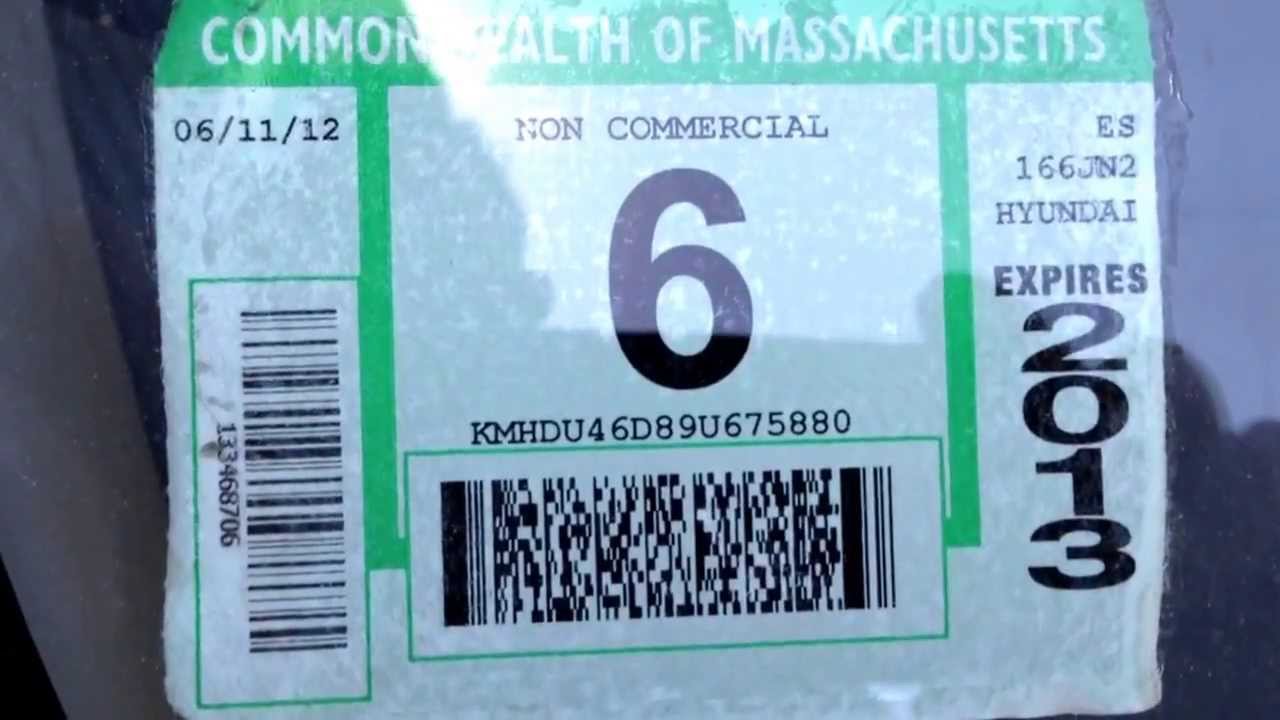 COMMONWEALTH OF MASSACHUSETTS
06/11/12
NON COMMERCIAL
6
KMHDU46D89U675880
ES
166JN2
HYUNDAI
EXPIRES
2013
133468706